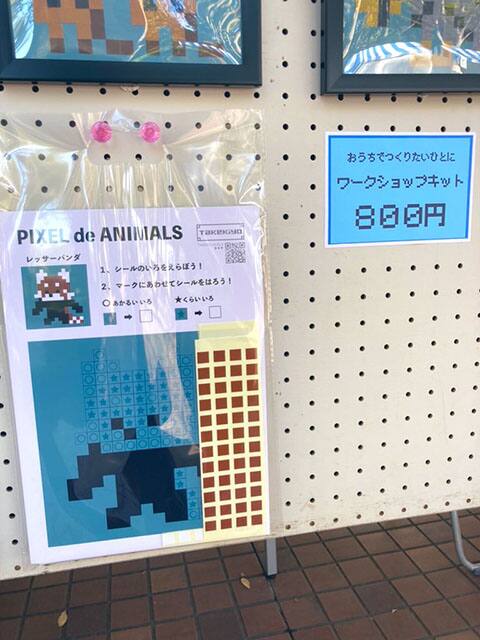 おうちでつくりたいひとに
ワークショップキット
800円
PIXEL de ANIMALS
レッサーパンダ
1、シールのいろをえらぼう！
2、マークにあわせてシールをはろう！
○あかるいいろ ★くらいいろ